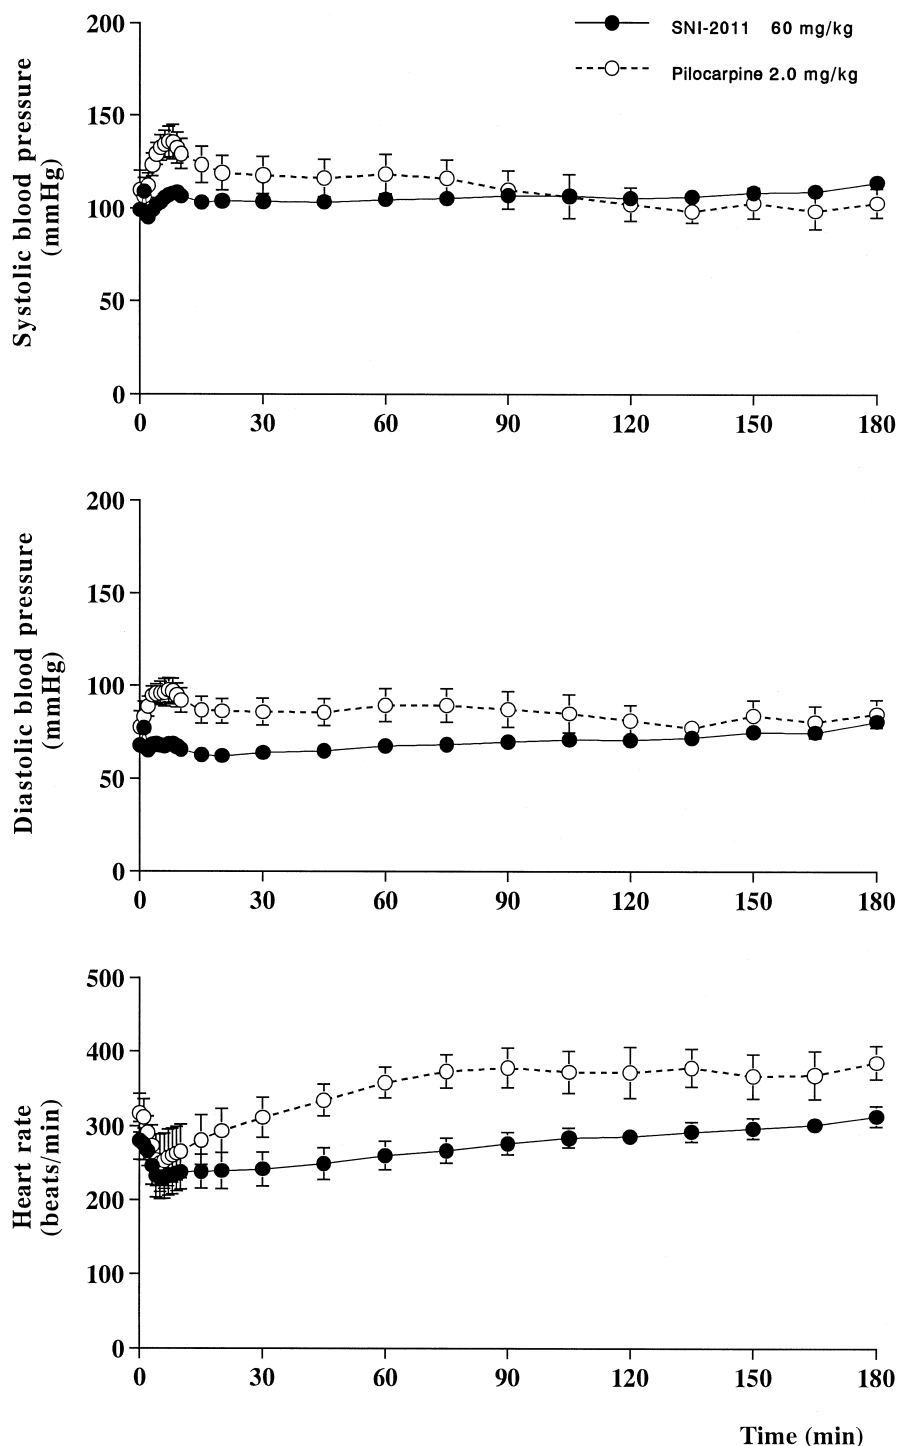 SNI-2011 60 mg/kg
Pilocarpine 2.0 mg/kg
Systolic blood pressure
(mmHg)
200
150
100
50
0
0 30 60 90 120 150 180
Diastolic blood pressure
(mmHg)
200
150
100
50
0
0 30 60 90 120 150 180
Heart rate
(beats/min)
500
400
300
200
100
0
0 30 60 90 120 150 180
Time (min)